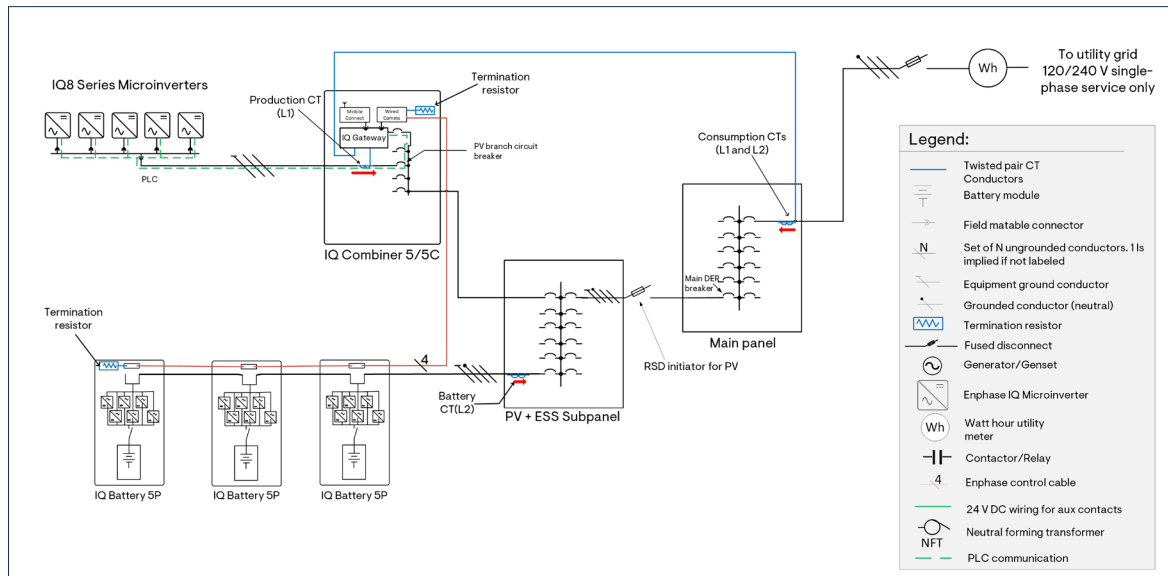 IQ8 Series Microinverters
PLC
Production CT
(L1)
Termination
resistor
Mobile
Connect
Wired
Comms
IQ Gateway
PV branch circuit
breaker
IQ Combiner 5/5C
Consumption CTs
(L1 and L2)
Wh
To utility grid
120/240 V single-
phase service only
Main DER
breaker
Main panel
RSD initiator for PV
PV + ESS Subpanel
Battery
CT(L2)
4
Termination
resistor
IQ Battery 5P
IQ Battery 5P
IQ Battery 5P
Legend:
Twisted pair CT
Conductors
Battery module
Field matable connector
N
Set of N ungrounded conductors. 1 Is
implied if not labeled
Equipment ground conductor
Grounded conductor (neutral)
Termination resistor
Fused disconnect
Generator/Genset
Enphase IQ Microinverter
Wh
Watt hour utility
meter
Contactor/Relay
4
Enphase control cable
24 V DC wiring for aux contacts
NFT
Neutral forming transformer
PLC communication